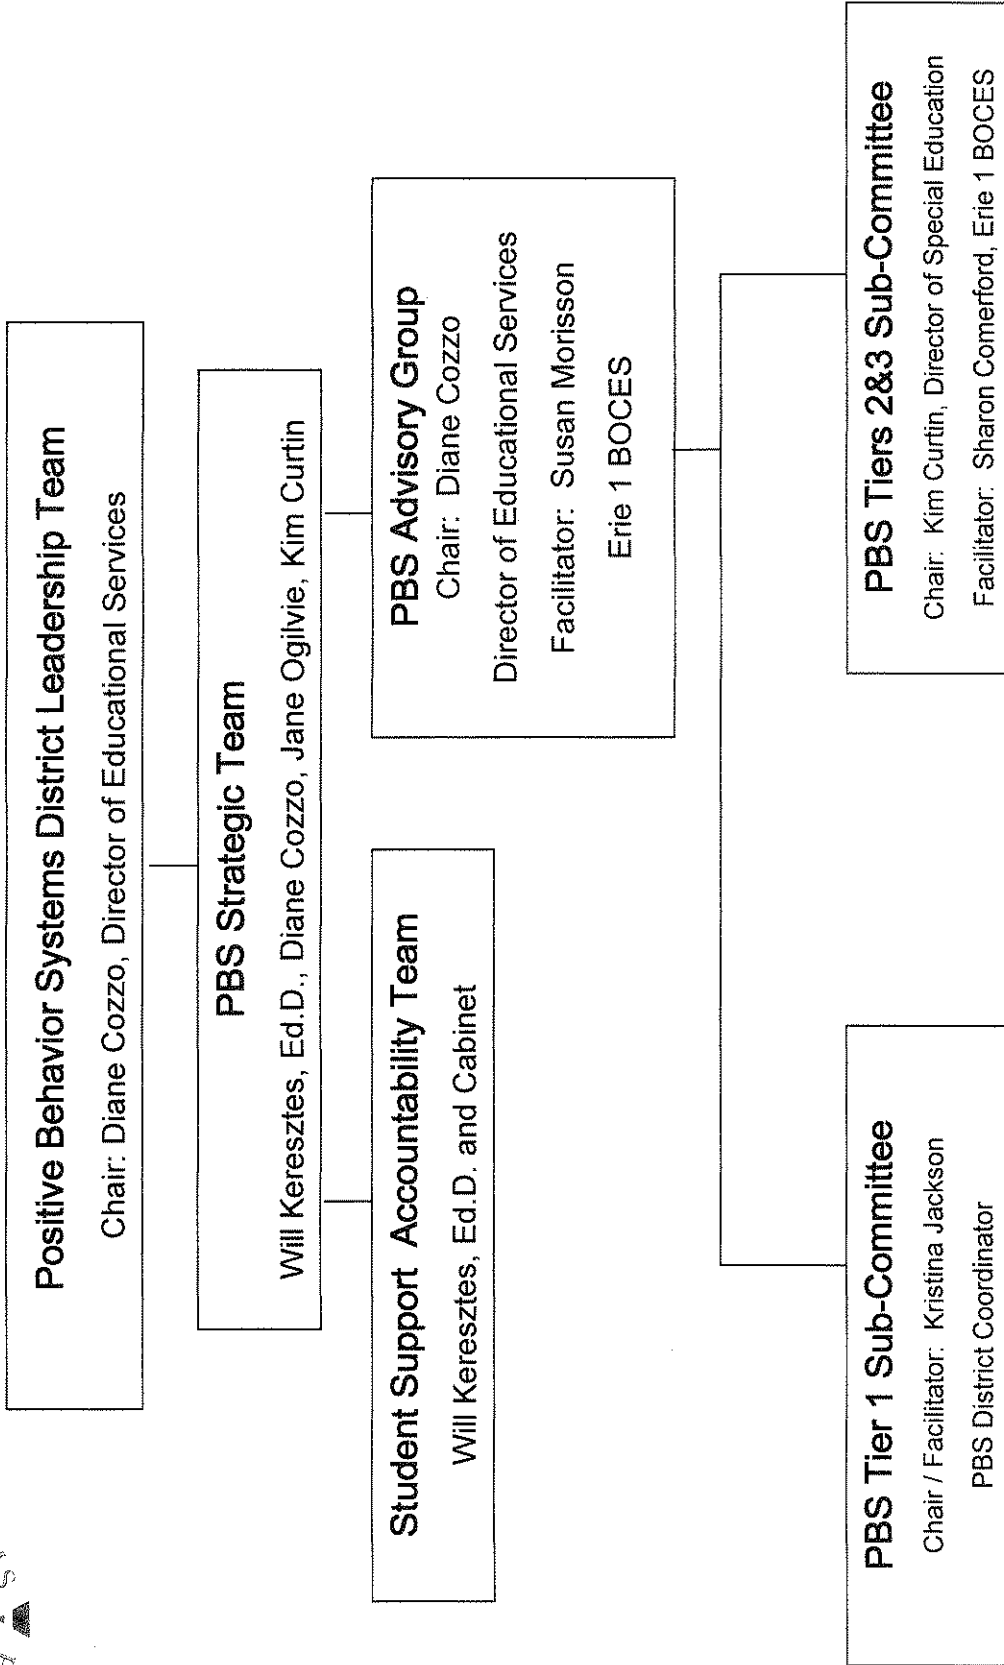 Positive Behavior Systems District Leadership Team
Chair: Diane Cozzo, Director of Educational Services
PBS Strategic Team
Will Keresztes, Ed.D., Diane Cozzo, Jane Ogilvie, Kim Curtin
Student Support Accountability Team
Will Keresztes, Ed.D. and Cabinet
PBS Advisory Group
Chair: Diane Cozzo
Director of Educational Services
Facilitator: Susan Morisson
Erie 1 BOCES
PBS Tier 1 Sub-Committee
Chair / Facilitator: Kristina Jackson
PBS District Coordinator
PBS Tiers 2&3 Sub-Committee
Chair: Kim Curtin, Director of Special Education
Facilitator: Sharon Comerford, Erie 1 BOCES